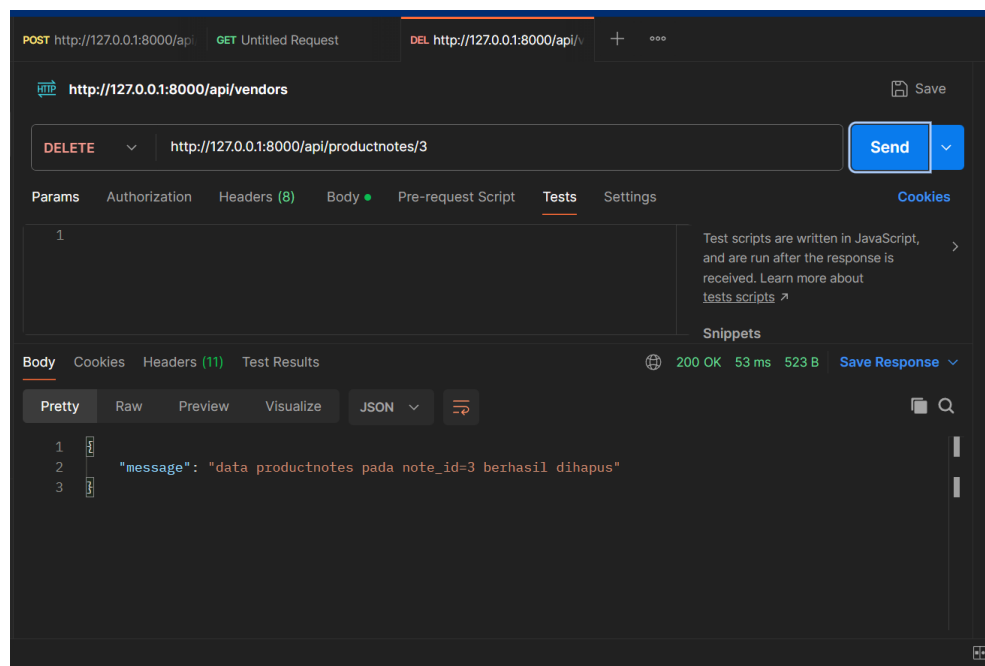 POST http://127.0.0.1:8000/api GET Untitled Request DEL http://127.0.0.1:8000/api/v
HTTP http://127.0.0.1:8000/api/vendors Save
DELETE http://127.0.0.1:8000/api/productnotes/3 Send
Params Authorization Headers (8) Body Pre-request Script Tests Settings Cookies
1
Test scripts are written in JavaScript,
and are run after the response is
received. Learn more about
tests scripts ↗
Snippets
Body Cookies Headers (11) Test Results 200 OK 53 ms 523 B Save Response
Pretty Raw Preview Visualize JSON
1 {
2 "message": "data productnotes pada note_id=3 berhasil dihapus"
3 }